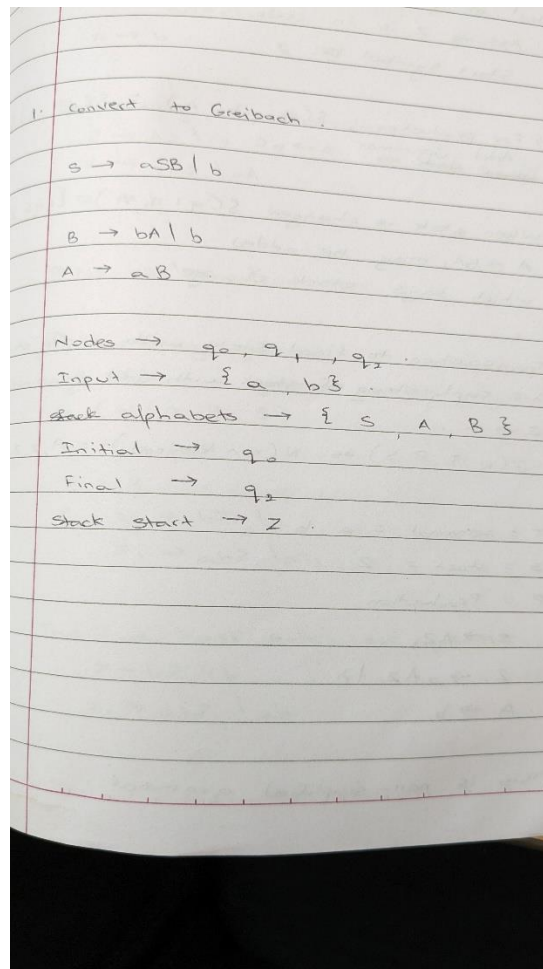 1. Convert to Greibach.
S → aSB | b
B → bA | b
A → aB
Nodes → q₀, q₁, q₂.
Input → {a, b}.
stack alphabets → {S, A, B}
Initial → q₀
Final → q₂
Stack start → Z.